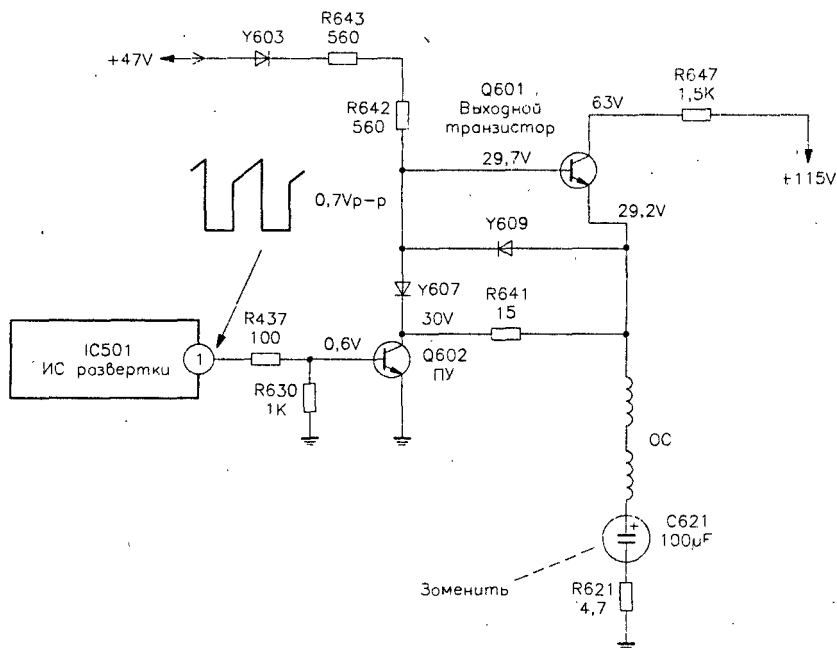 R643
560
Y603
+47V
R642
560
Q601
Выходной
транзистор
63V
R647
1,5K
+115V
29,7V
29,2V
0,7Vp-p
Y609
Y607
R641
15
30V
IC501
ИС развертки
1
R437
100
0,6V
Q602
ПУ
R630
1K
ОС
+
C621
100µF
Зоменить
R621
4,7